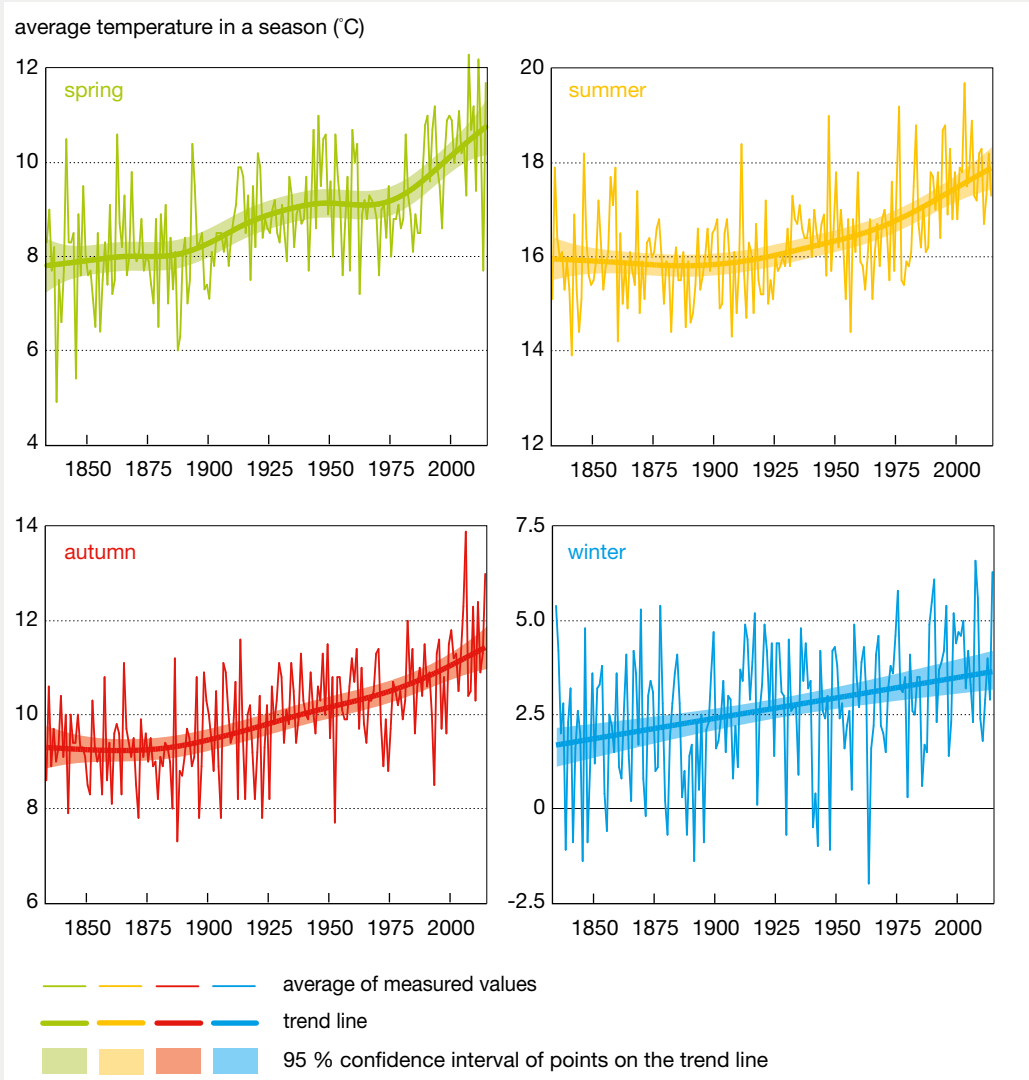 average temperature in a season (°C)
12
spring
10
8
6
4
1850 1875 1900 1925 1950 1975 2000
20
summer
18
16
14
12
1850 1875 1900 1925 1950 1975 2000
14
autumn
12
10
8
6
1850 1875 1900 1925 1950 1975 2000
7.5
winter
5.0
2.5
0
-2.5
1850 1875 1900 1925 1950 1975 2000
average of measured values
trend line
95 % confidence interval of points on the trend line